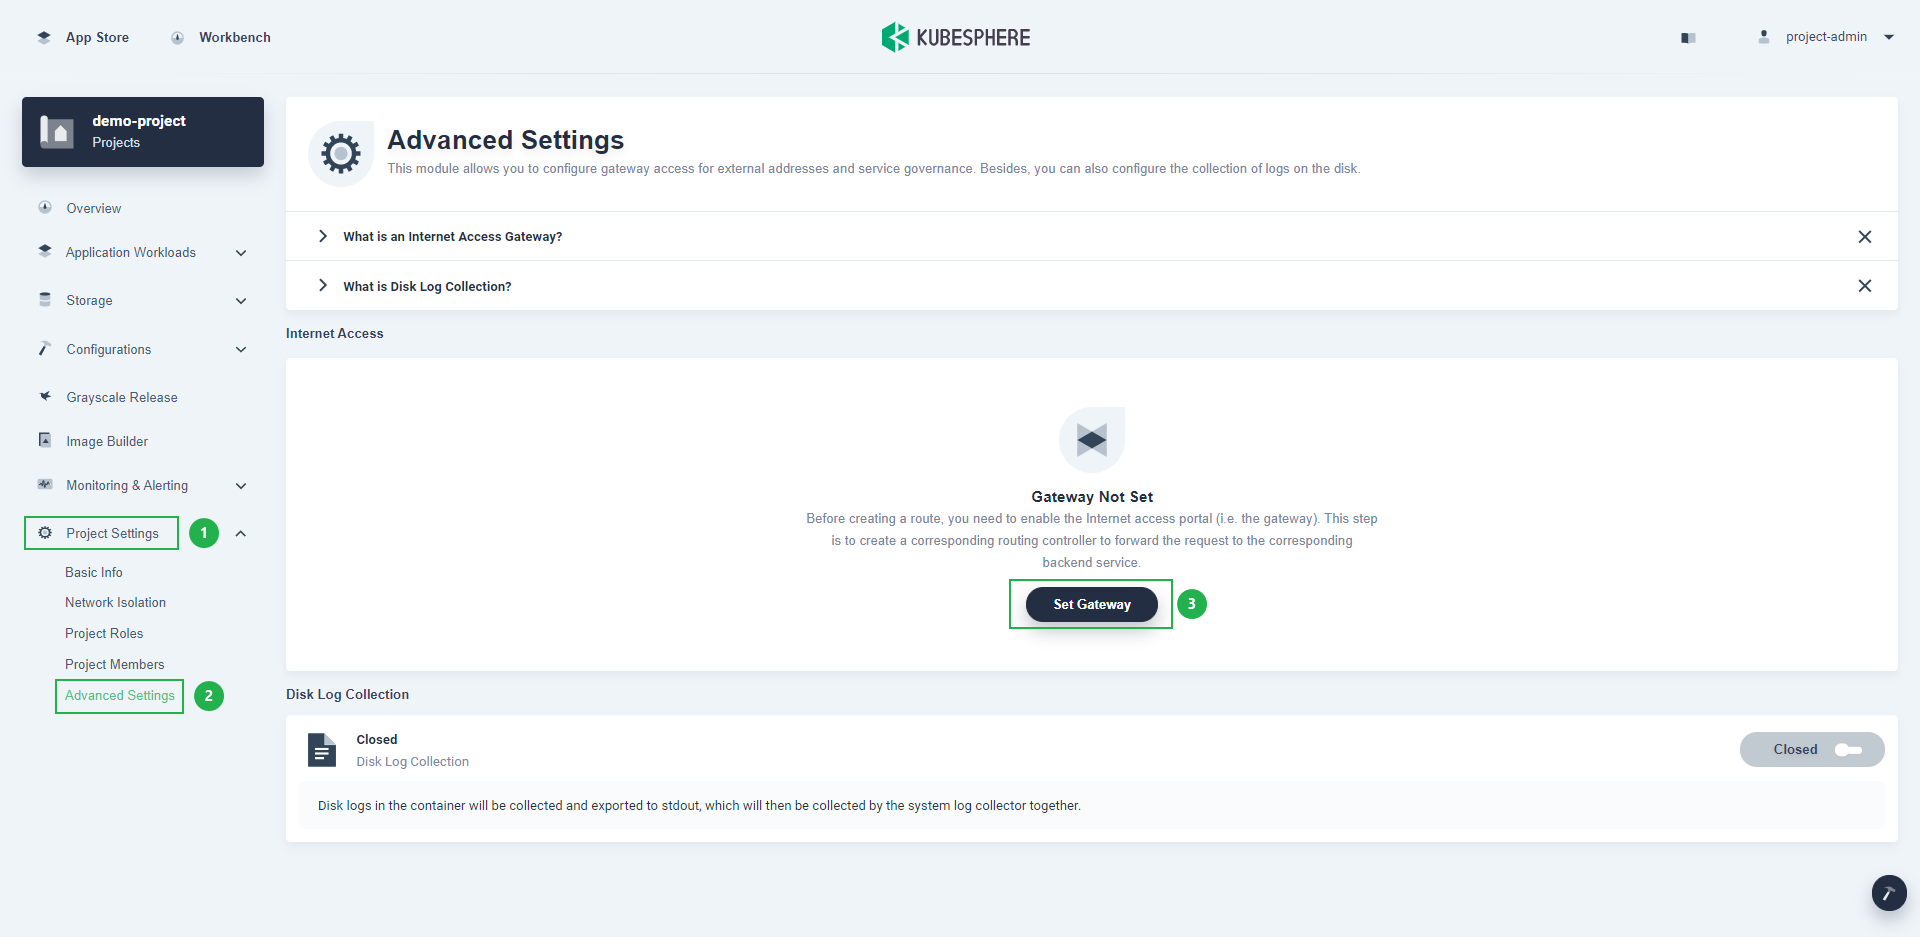 App Store
Workbench
KUBESPHERE
project-admin
demo-project
Projects
Overview
Application Workloads
Storage
Configurations
Grayscale Release
Image Builder
Monitoring & Alerting
Project Settings
1
Basic Info
Network Isolation
Project Roles
Project Members
Advanced Settings
2
Advanced Settings
This module allows you to configure gateway access for external addresses and service governance. Besides, you can also configure the collection of logs on the disk.
What is an Internet Access Gateway?
What is Disk Log Collection?
Internet Access
Gateway Not Set
Before creating a route, you need to enable the Internet access portal (i.e. the gateway). This step
is to create a corresponding routing controller to forward the request to the corresponding
backend service.
Set Gateway
3
Disk Log Collection
Closed
Disk Log Collection
Closed
Disk logs in the container will be collected and exported to stdout, which will then be collected by the system log collector together.